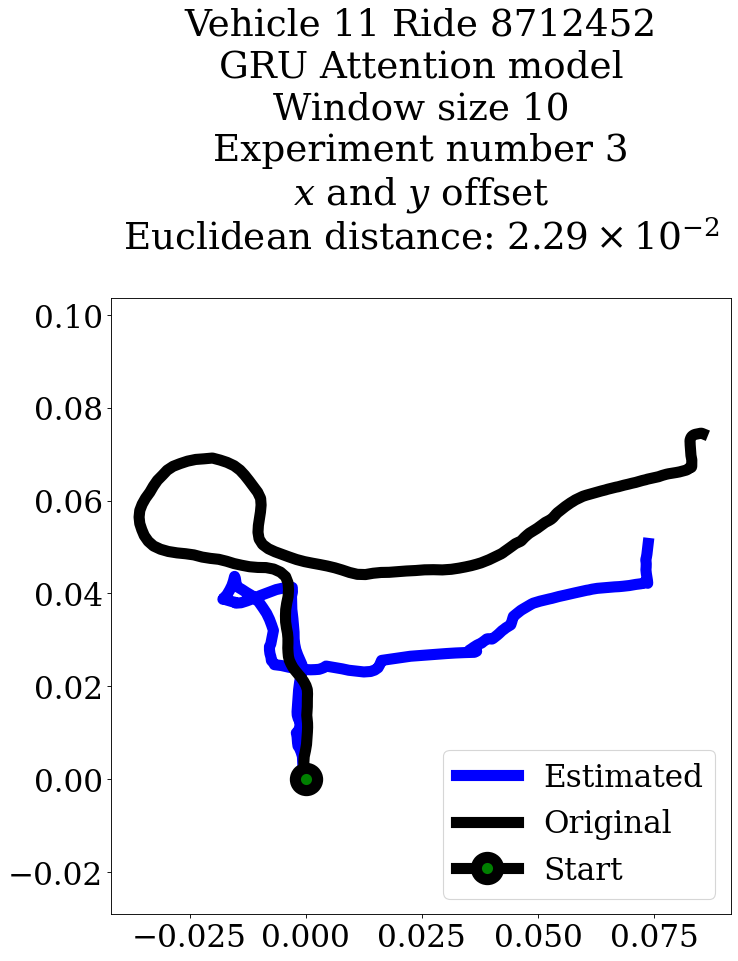 Vehicle 11 Ride 8712452
GRU Attention model
Window size 10
Experiment number 3
x and y offset
Euclidean distance: 2.29 × 10⁻²
0.10
0.08
0.06
0.04
0.02
0.00
−0.02
Estimated
Original
Start
−0.025 0.000 0.025 0.050 0.075